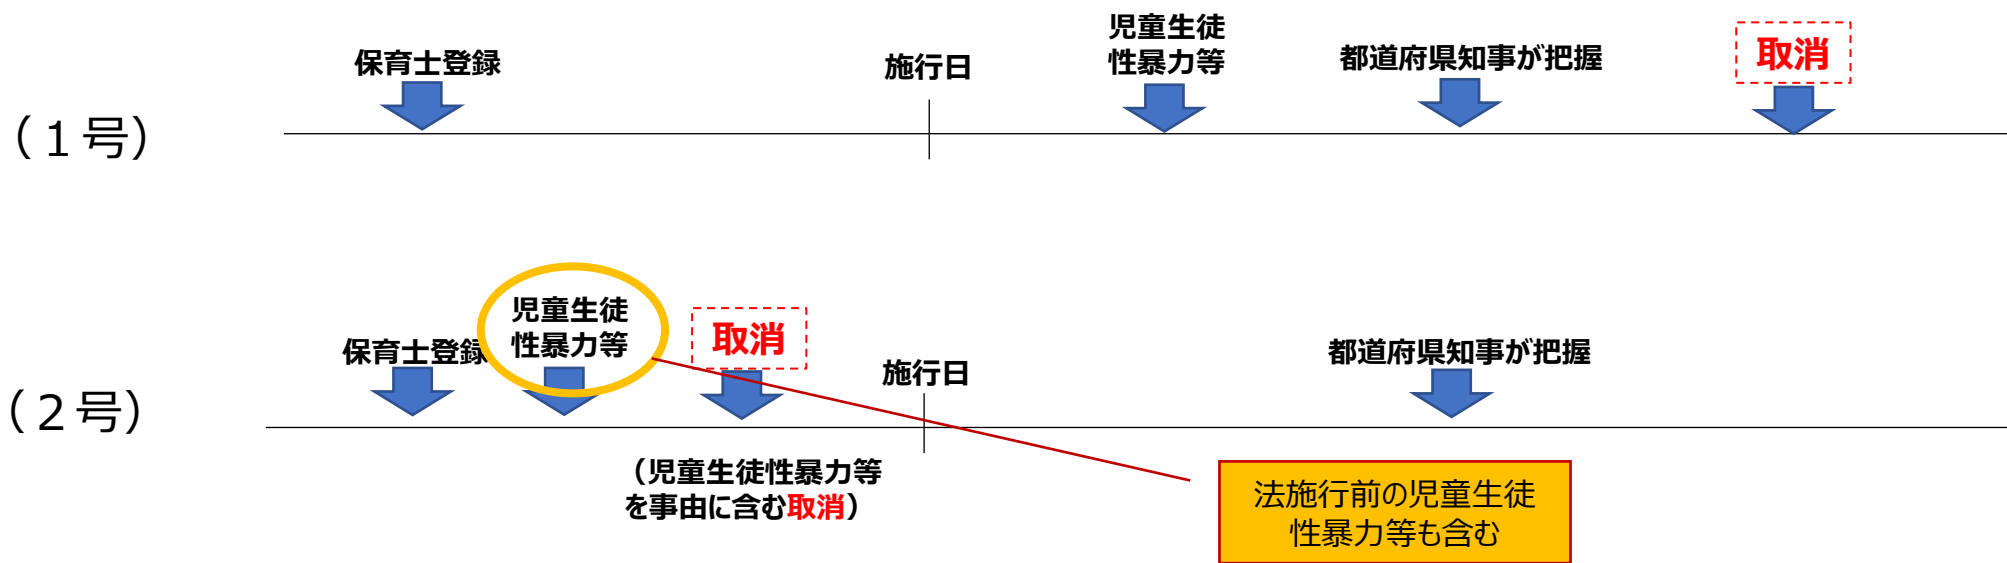 （１号）
保育士登録
施行日
児童生徒
性暴力等
都道府県知事が把握
取消
（２号）
保育士登録
児童生徒
性暴力等
取消
（児童生徒性暴力等
を事由に含む取消）
施行日
都道府県知事が把握
法施行前の児童生徒
性暴力等も含む